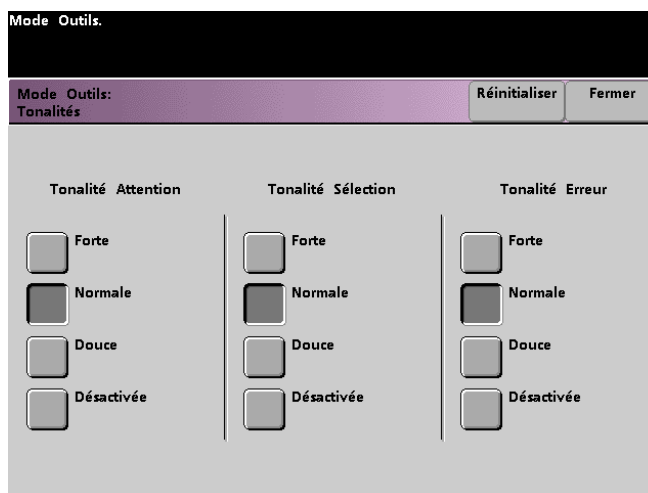 Mode Outils.
Mode Outils:
Tonalités
Réinitialiser
Fermer
Tonalité Attention
Forte
Normale
Douce
Désactivée
Tonalité Sélection
Forte
Normale
Douce
Désactivée
Tonalité Erreur
Forte
Normale
Douce
Désactivée